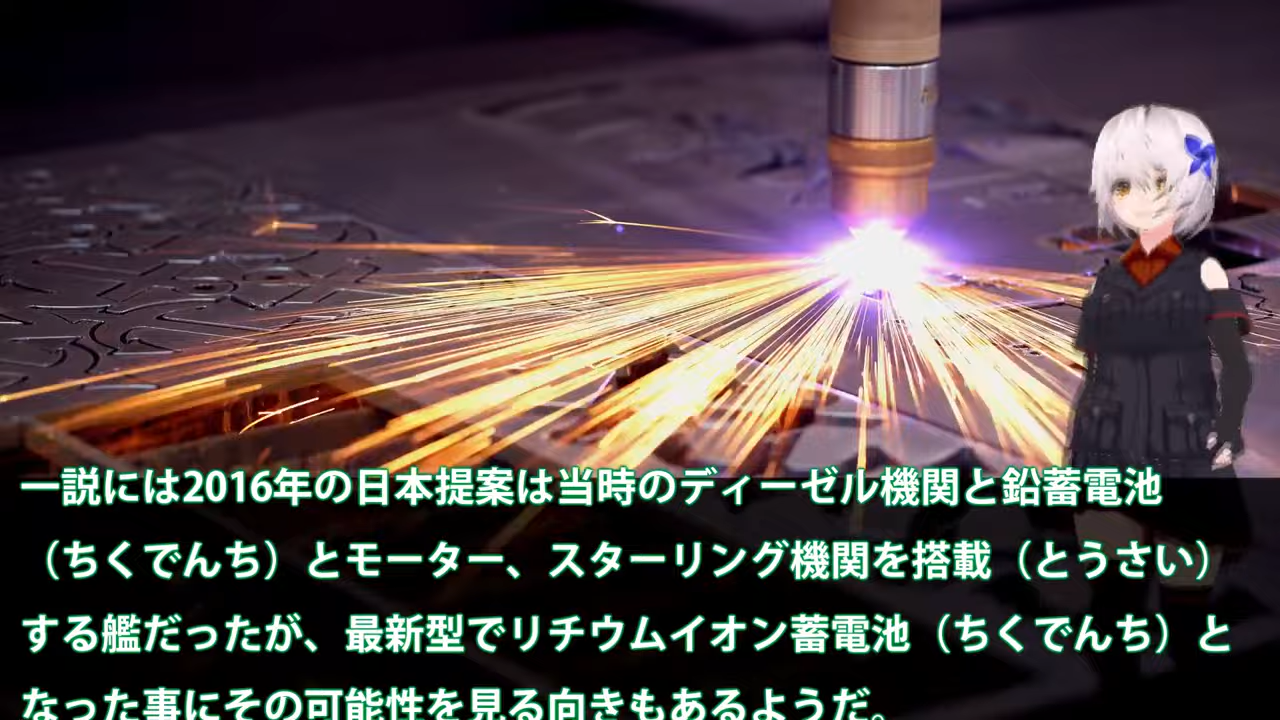 一説には2016年の日本提案は当時のディーゼル機関と鉛蓄電池
（ちくでんち）とモーター、スターリング機関を搭載（とうさい）
する艦だったが、最新型でリチウムイオン蓄電池（ちくでんち）と
なった事にその可能性を見る向きもあるようだ。